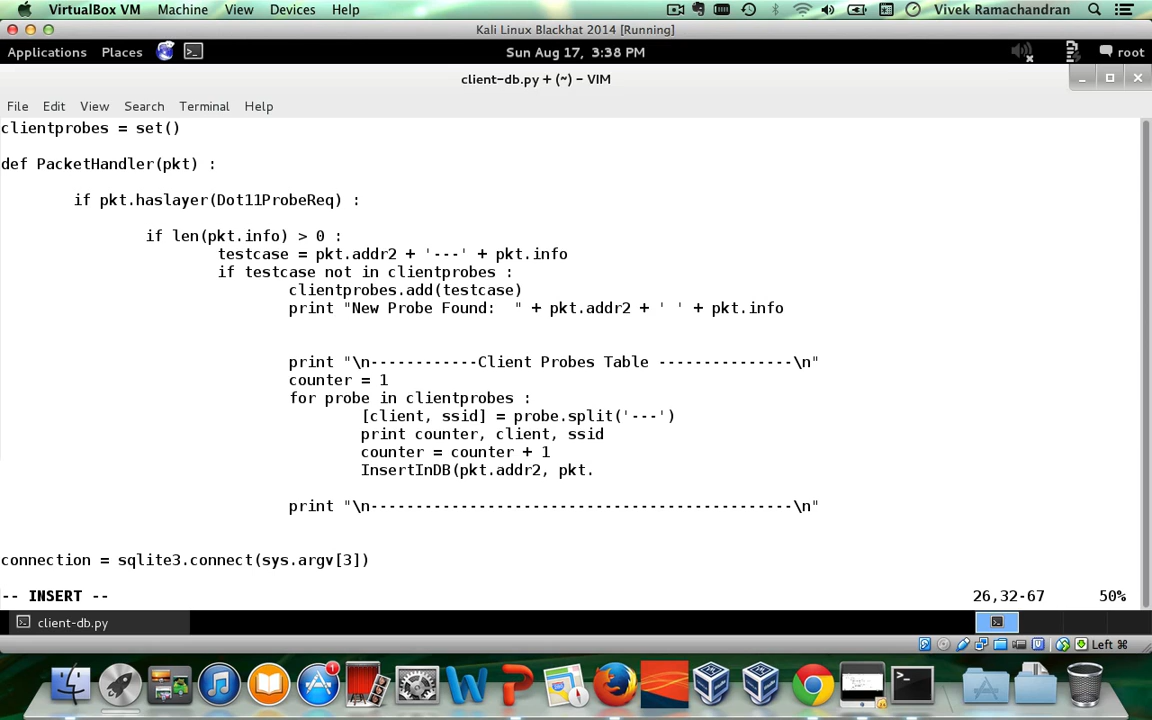 VirtualBox VM Machine View Devices Help Vivek Ramachandran
Kali Linux Blackhat 2014 [Running]
Applications Places Sun Aug 17, 3:38 PM root
client-db.py + (~) - VIM
File Edit View Search Terminal Help
clientprobes = set()
def PacketHandler(pkt) :
if pkt.haslayer(Dot11ProbeReq) :
if len(pkt.info) > 0 :
testcase = pkt.addr2 + '---' + pkt.info
if testcase not in clientprobes :
clientprobes.add(testcase)
print "New Probe Found:  " + pkt.addr2 + ' ' + pkt.info
print "\n------------Client Probes Table ---------------\n"
counter = 1
for probe in clientprobes :
[client, ssid] = probe.split('---')
print counter, client, ssid
counter = counter + 1
InsertInDB(pkt.addr2, pkt.
print "\n-----------------------------------------------\n"
connection = sqlite3.connect(sys.argv[3])
-- INSERT -- 26,32-67 50%
client-db.py
Left ⌘
1